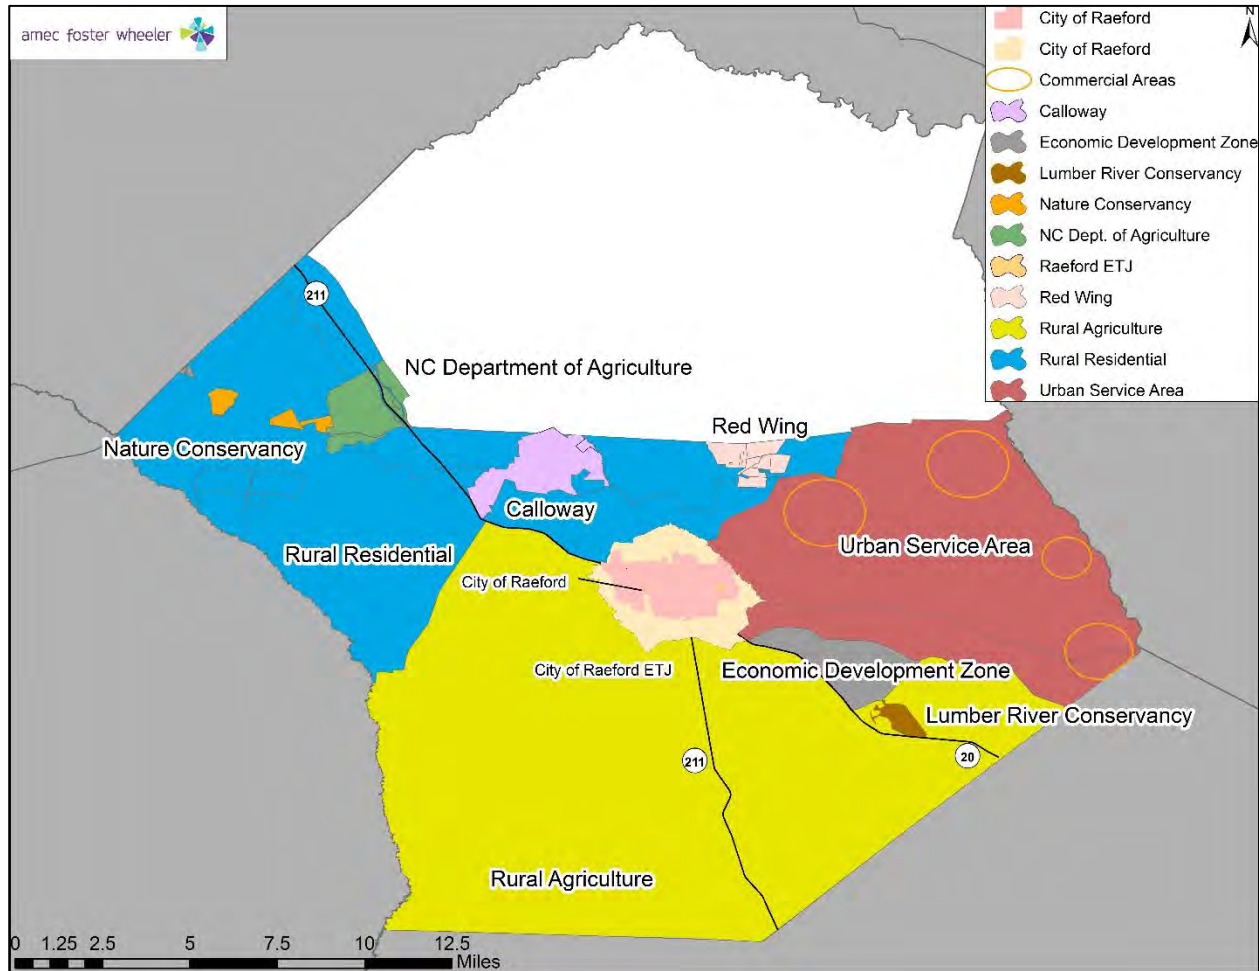 amec foster wheeler
N
City of Raeford
City of Raeford
Commercial Areas
Calloway
Economic Development Zone
Lumber River Conservancy
Nature Conservancy
NC Dept. of Agriculture
Raeford ETJ
Red Wing
Rural Agriculture
Rural Residential
Urban Service Area
211
NC Department of Agriculture
Nature Conservancy
Red Wing
Calloway
Urban Service Area
Rural Residential
City of Raeford
City of Raeford ETJ
Economic Development Zone
Lumber River Conservancy
211
20
Rural Agriculture
0 1.25 2.5 5 7.5 10 12.5
Miles